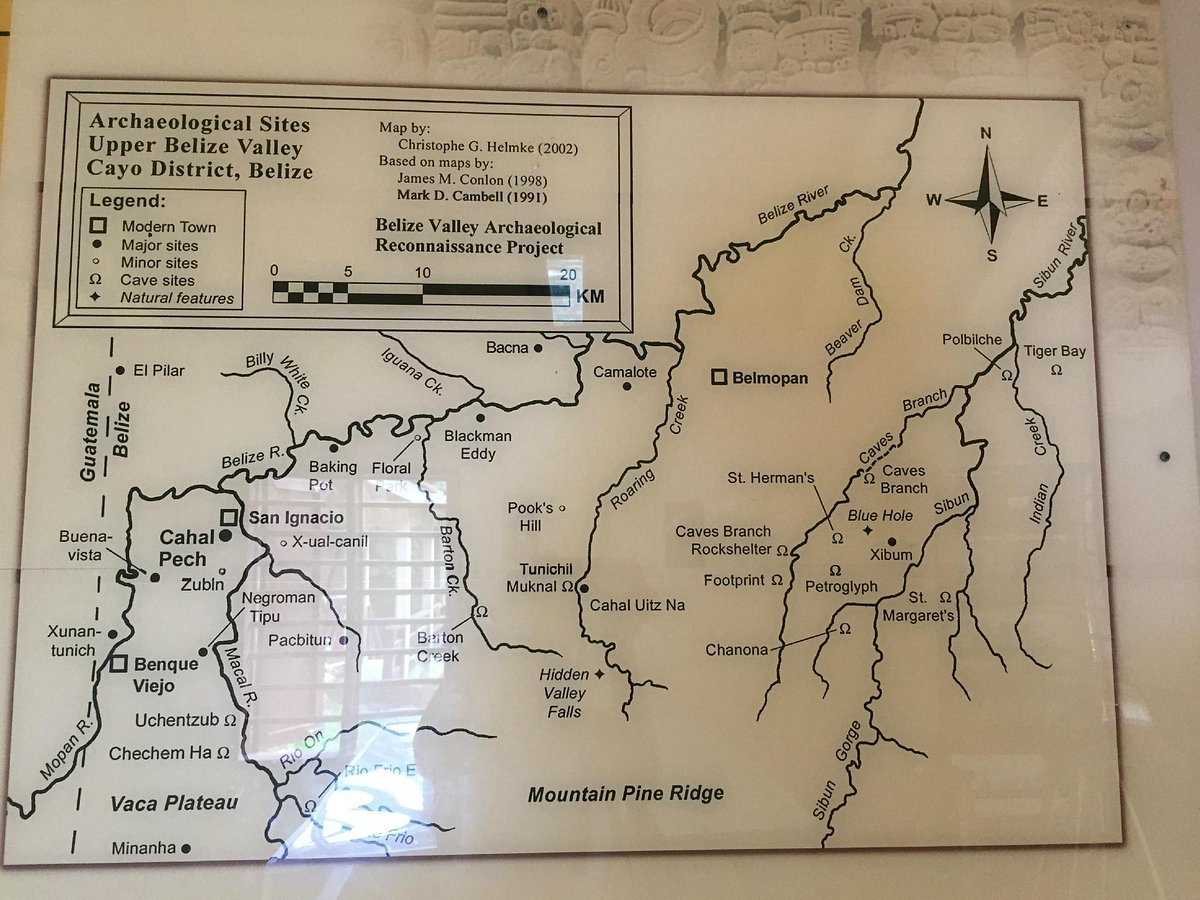 Archaeological Sites
Upper Belize Valley
Cayo District, Belize
Map by:
Christophe G. Helmke (2002)
Based on maps by:
James M. Conlon (1998)
Mark D. Cambell (1991)
Belize Valley Archaeological
Reconnaissance Project
Legend:
Modern Town
Major sites
Minor sites
Cave sites
Natural features
0 5 10 20
KM
N
W E
S
Belize River
Beaver Dam Ck.
Sibun River
Guatemala
Belize
El Pilar
Billy White Ck.
Iguana Ck.
Bacna
Camalote
Belmopan
Polbilche
Tiger Bay
Belize R.
Baking
Pot
Floral
Park
Blackman
Eddy
Roaring Creek
Caves Branch
St. Herman's
Caves
Branch
Indian Creek
San Ignacio
Cahal
Pech
X-ual-canil
Buena-
vista
ZubIn
Barton Ck.
Pook's
Hill
Tunichil
Muknal
Cahal Uitz Na
Caves Branch
Rockshelter
Footprint
Blue Hole
Xibum
Petroglyph
Sibun
St.
Margaret's
Chanona
Negroman
Tipu
Pacbitun
Barton
Creek
Xunan-
tunich
Benque
Viejo
Macal R.
Hidden
Valley
Falls
Uchentzub
Chechem Ha
Mopan R.
Rio On
Rio Frio E
Frio
Vaca Plateau
Mountain Pine Ridge
Sibun Gorge
Minanha